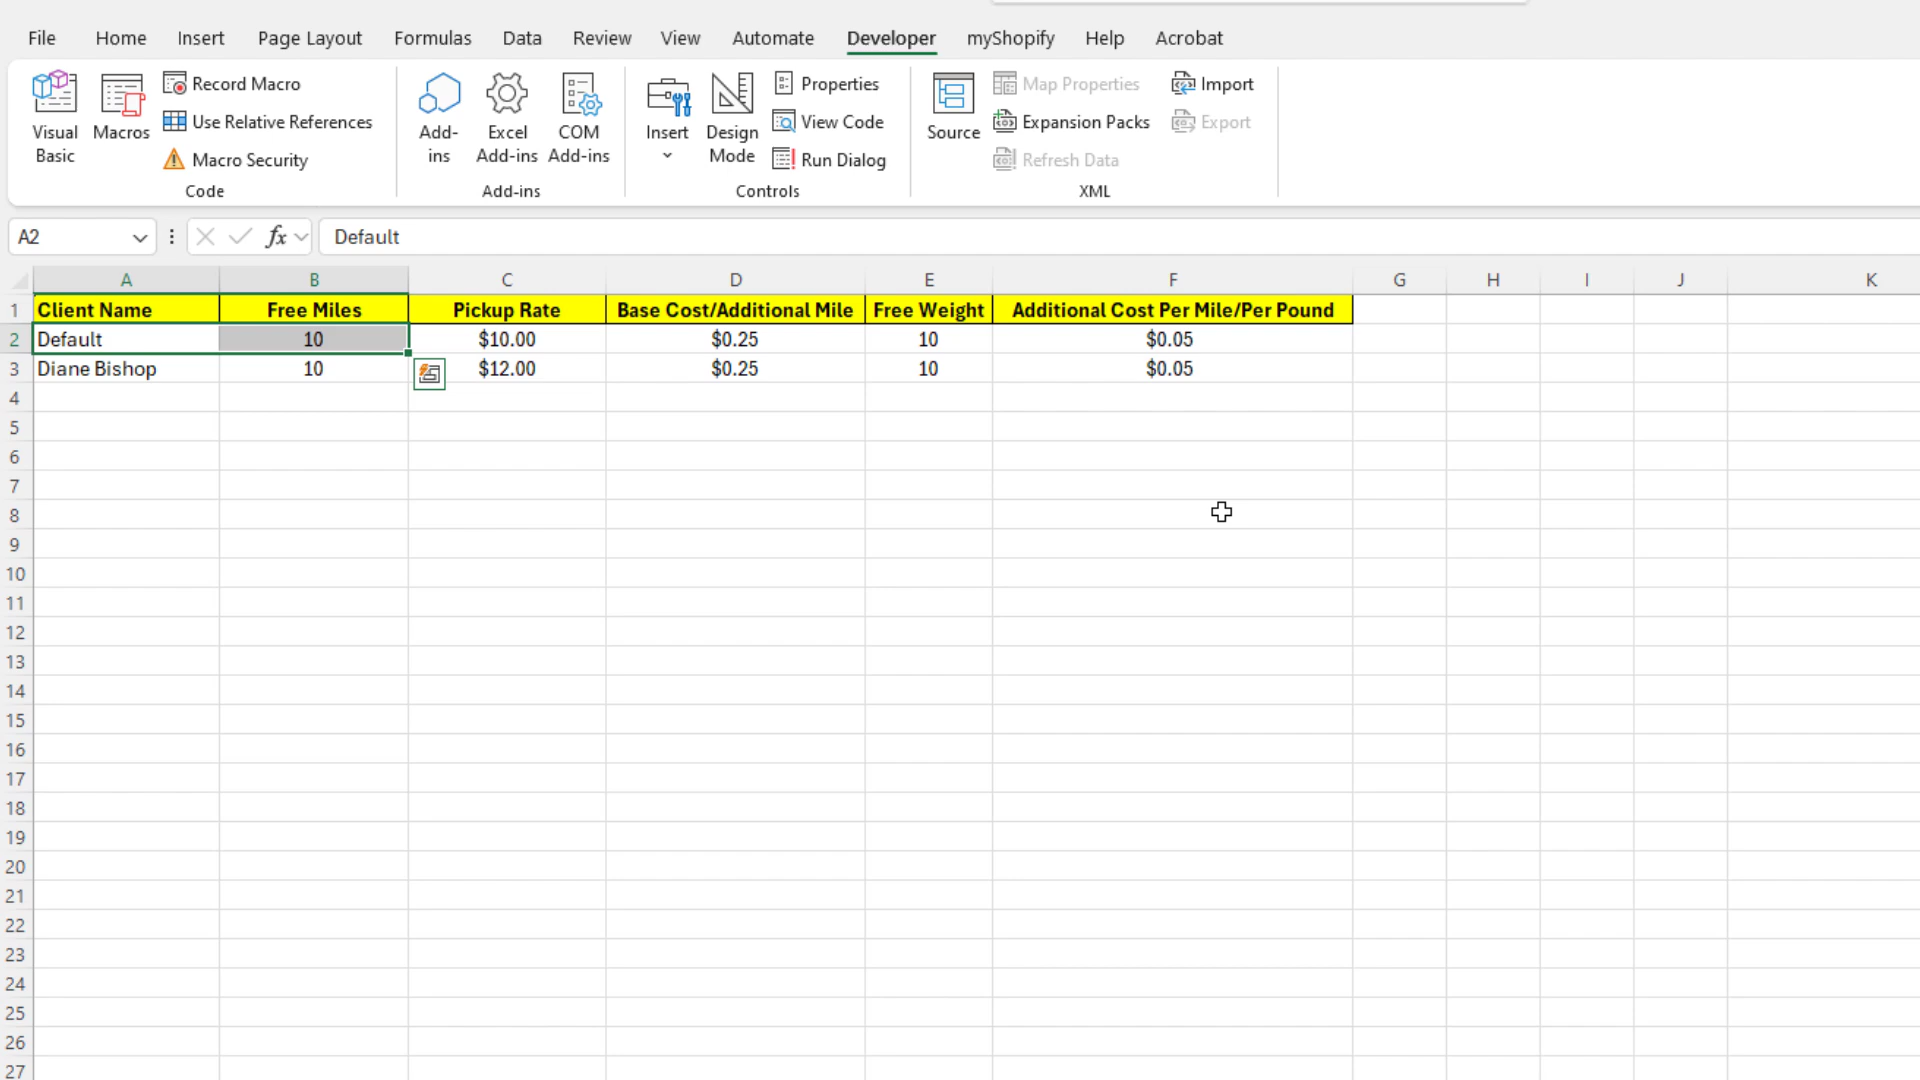 File Home Insert Page Layout Formulas Data Review View Automate Developer myShopify Help Acrobat
Visual Basic
Macros
Record Macro
Use Relative References
Macro Security
Code
Add-ins
Excel Add-ins
COM Add-ins
Add-ins
Insert
Design Mode
Properties
View Code
Run Dialog
Controls
Source
Map Properties
Expansion Packs
Refresh Data
Import
Export
XML
A2 fx Default
A B C D E F G H I J K
1 Client Name Free Miles Pickup Rate Base Cost/Additional Mile Free Weight Additional Cost Per Mile/Per Pound
2 Default 10 $10.00 $0.25 10 $0.05
3 Diane Bishop 10 $12.00 $0.25 10 $0.05
4
5
6
7
8
9
10
11
12
13
14
15
16
17
18
19
20
21
22
23
24
25
26
27